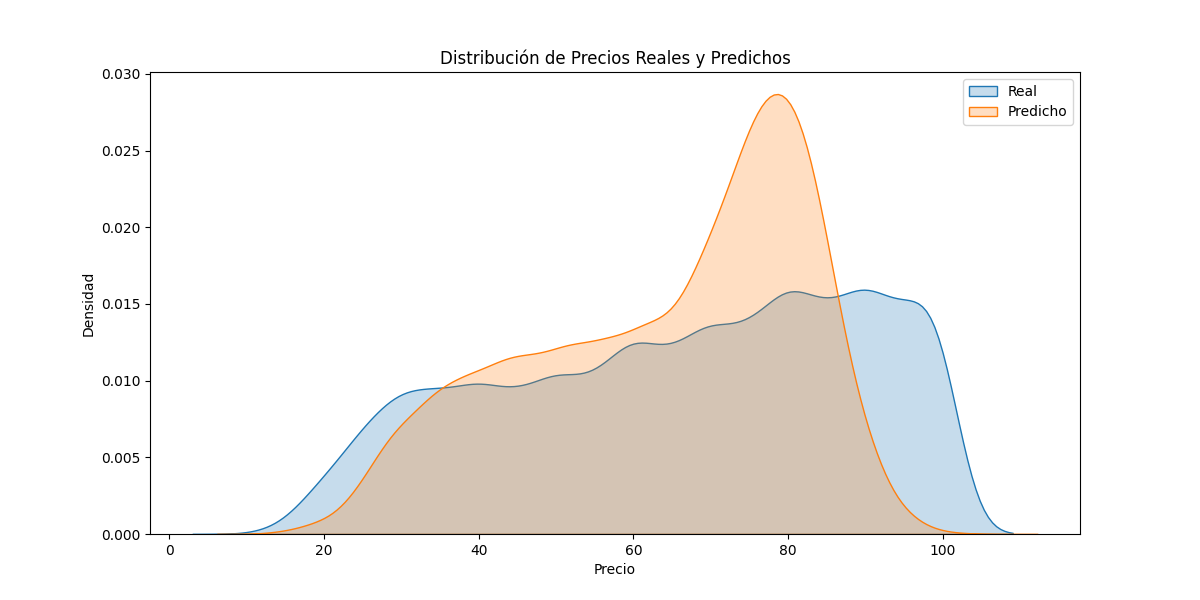 Distribución de Precios Reales y Predichos
Real
Predicho
0.030
0.025
0.020
0.015
0.010
0.005
0.000
Densidad
0 20 40 60 80 100
Precio